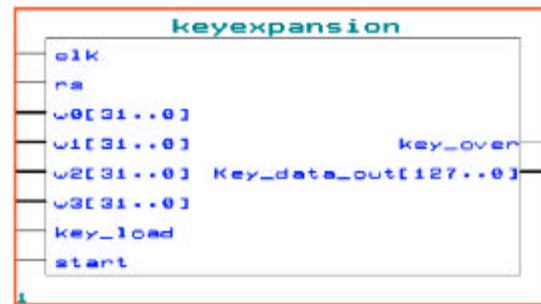 keyexpansion
clk
rs
w0[31..0]
w1[31..0] key_over
w2[31..0] Key_data_out[127..0]
w3[31..0]
key_load
start
1